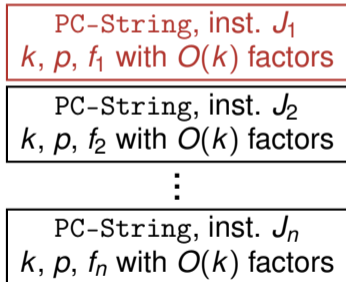 PC-String, inst. J₁
k, p, f₁ with O(k) factors
PC-String, inst. J₂
k, p, f₂ with O(k) factors
⋮
PC-String, inst. Jₙ
k, p, fₙ with O(k) factors